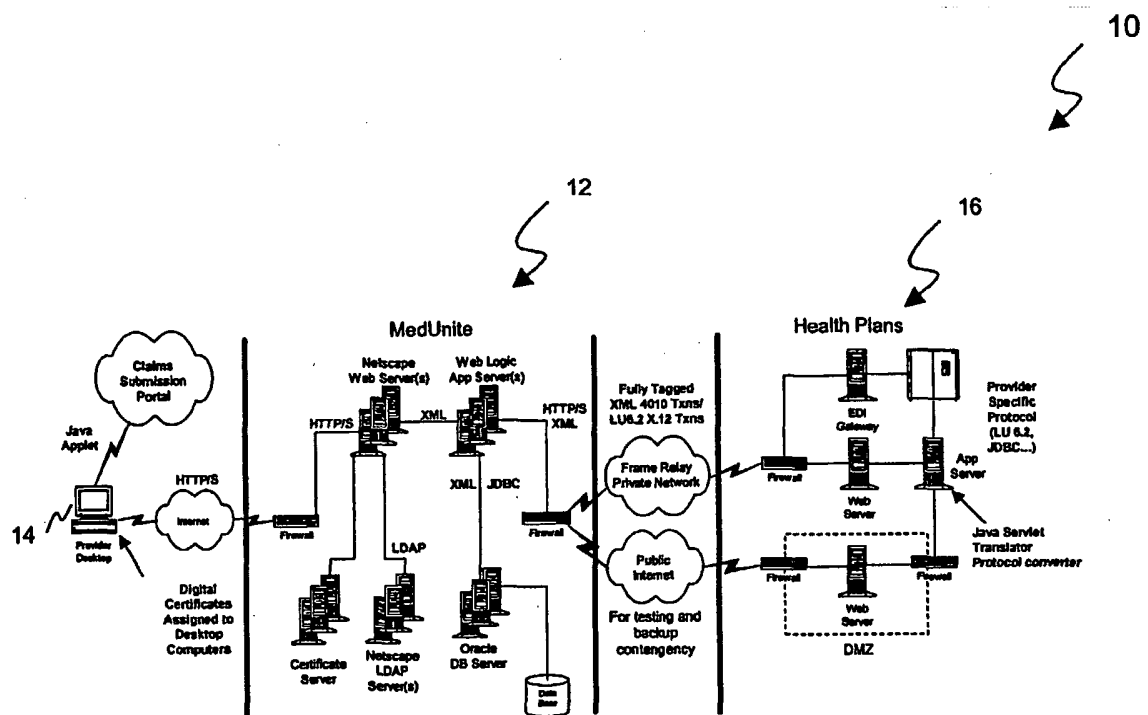 10
12
16
MedUnite
Health Plans
Claims
Submission
Portal
Java
Applet
HTTP/S
Internet
14
Provider
Desktop
Digital
Certificates
Assigned to
Desktop
Computers
Firewall
HTTP/S
Netscape
Web Server(s)
XML
Web Logic
App Server(s)
HTTP/S
XML
XML
JDBC
LDAP
Firewall
Certificate
Server
Netscape
LDAP
Server(s)
Oracle
DB Server
Data
Base
Fully Tagged
XML 4010 Txns/
LU6.2 X.12 Txns
Frame Relay
Private Network
Public
Internet
For testing and
backup
contangency
EDI
Gateway
Firewall
Web
Server
App
Server
Provider
Specific
Protocol
(LU 6.2,
JDBC...)
Java Servlet
Translator
Protocol converter
Firewall
Web
Server
Firewall
DMZ